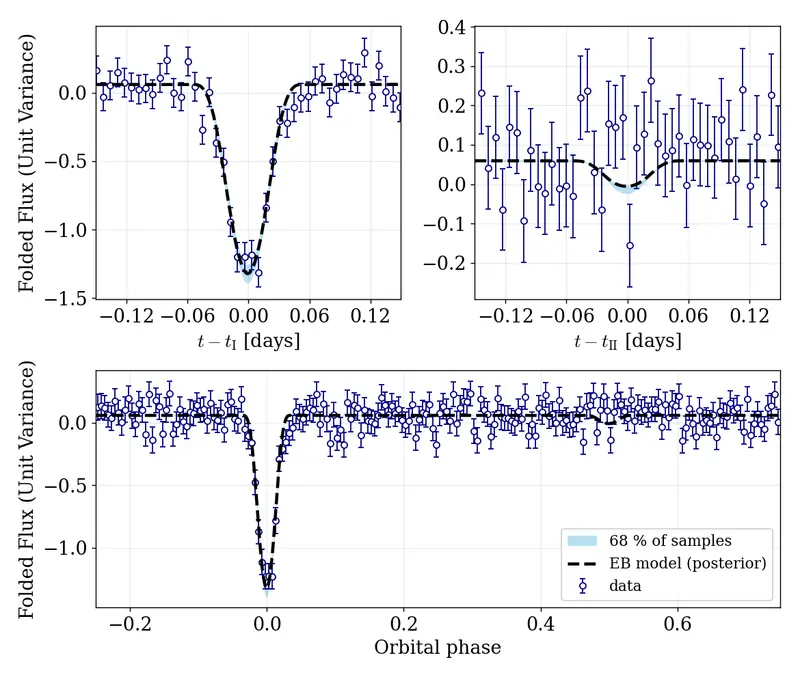 Folded Flux (Unit Variance)
0.0
−0.5
−1.0
−1.5
−0.12 −0.06 0.00 0.06 0.12
t − tI [days]
0.4
0.3
0.2
0.1
0.0
−0.1
−0.2
−0.12 −0.06 0.00 0.06 0.12
t − tII [days]
Folded Flux (Unit Variance)
0.0
−0.5
−1.0
−0.2 0.0 0.2 0.4 0.6
Orbital phase
68 % of samples
EB model (posterior)
data